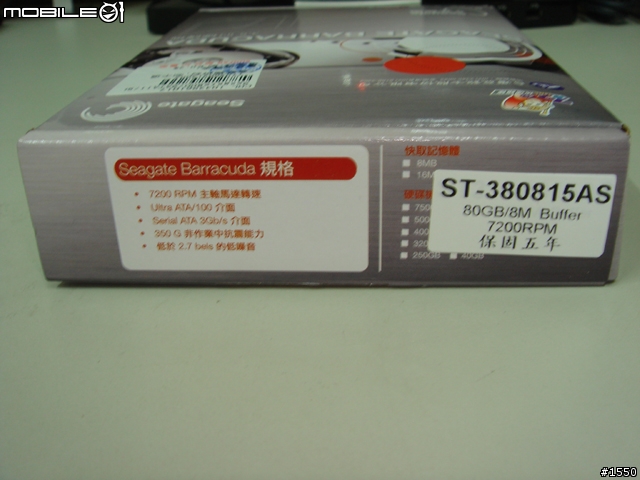 MOBILE01
Seagate
Seagate Barracuda 規格
• 7200 RPM 主軸馬達轉速
• Ultra ATA/100 介面
• Serial ATA 3Gb/s 介面
• 350 G 非作業中抗震能力
• 低於 2.7 bels 的低噪音
快取記憶體
8MB
16M
ST-380815AS
80GB/8M Buffer
7200RPM
保固五年
250GB
40GB
#1550